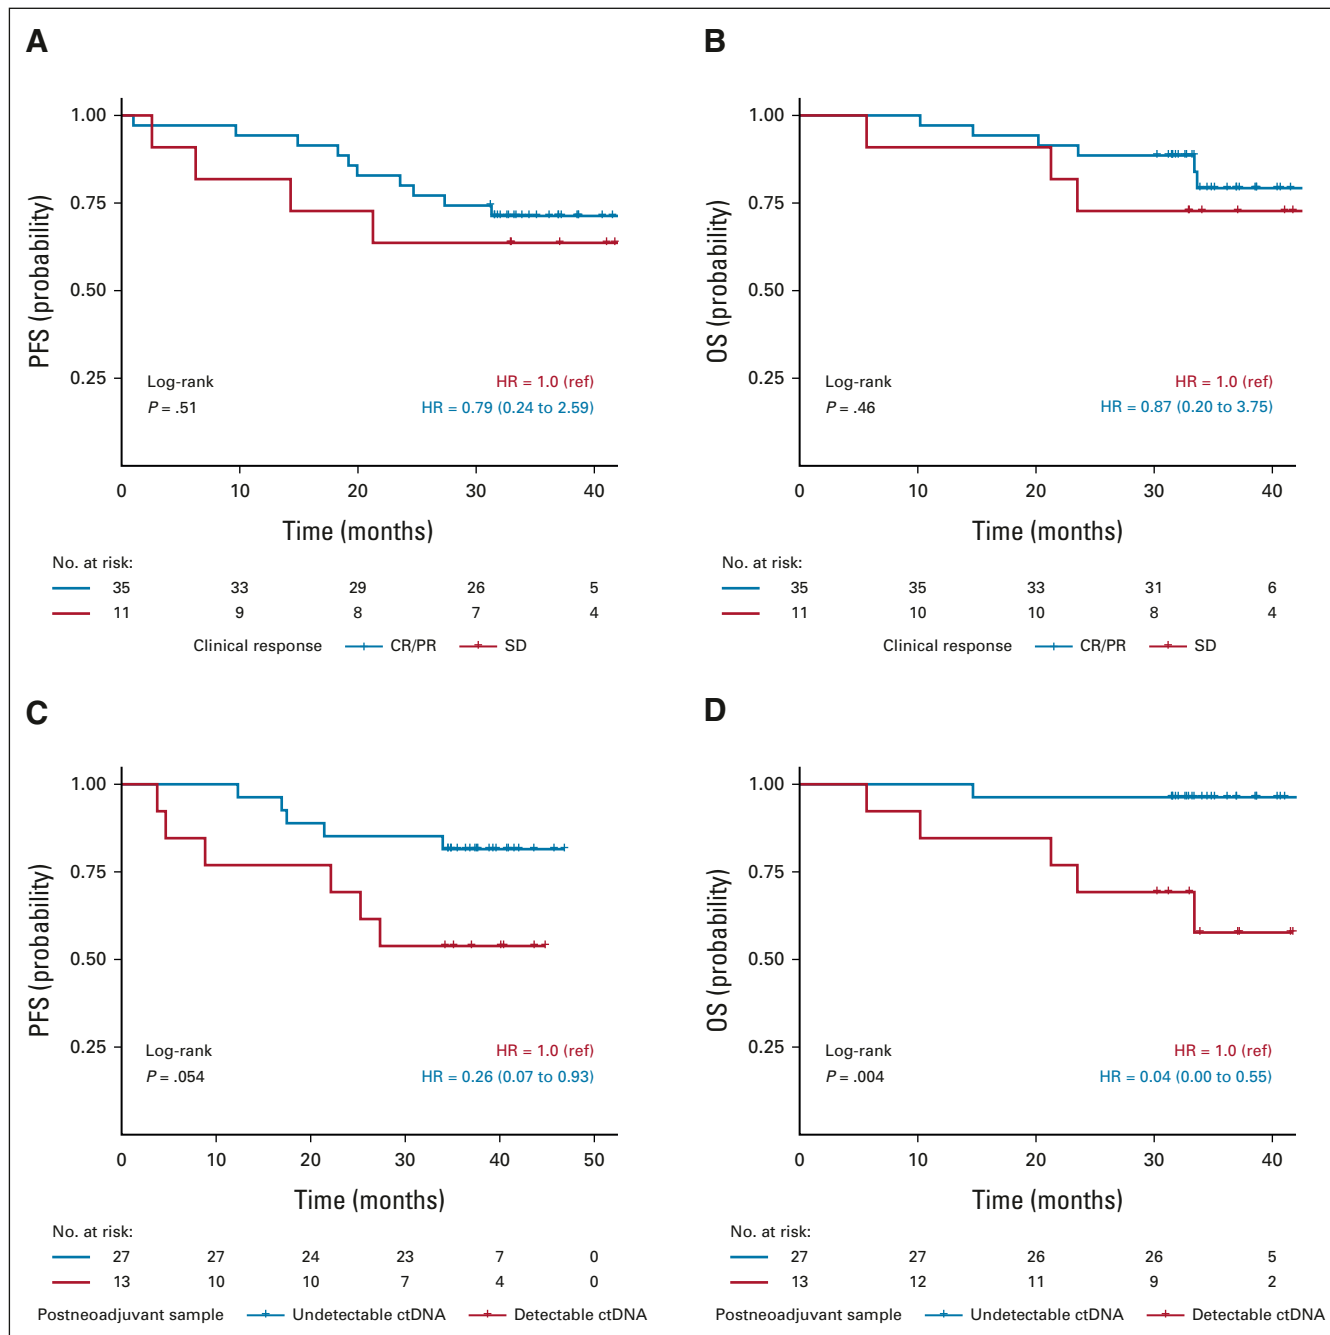 A
1.00
0.75
0.50
0.25
PFS (probability)
Log-rank
P = .51
HR = 1.0 (ref)
HR = 0.79 (0.24 to 2.59)
0 10 20 30 40
Time (months)
No. at risk:
35 33 29 26 5
11 9 8 7 4
Clinical response CR/PR SD
B
1.00
0.75
0.50
0.25
OS (probability)
Log-rank
P = .46
HR = 1.0 (ref)
HR = 0.87 (0.20 to 3.75)
0 10 20 30 40
Time (months)
No. at risk:
35 35 33 31 6
11 10 10 8 4
Clinical response CR/PR SD
C
1.00
0.75
0.50
0.25
PFS (probability)
Log-rank
P = .054
HR = 1.0 (ref)
HR = 0.26 (0.07 to 0.93)
0 10 20 30 40 50
Time (months)
No. at risk:
27 27 24 23 7 0
13 10 10 7 4 0
Postneoadjuvant sample Undetectable ctDNA Detectable ctDNA
D
1.00
0.75
0.50
0.25
OS (probability)
Log-rank
P = .004
HR = 1.0 (ref)
HR = 0.04 (0.00 to 0.55)
0 10 20 30 40
Time (months)
No. at risk:
27 27 26 26 5
13 12 11 9 2
Postneoadjuvant sample Undetectable ctDNA Detectable ctDNA